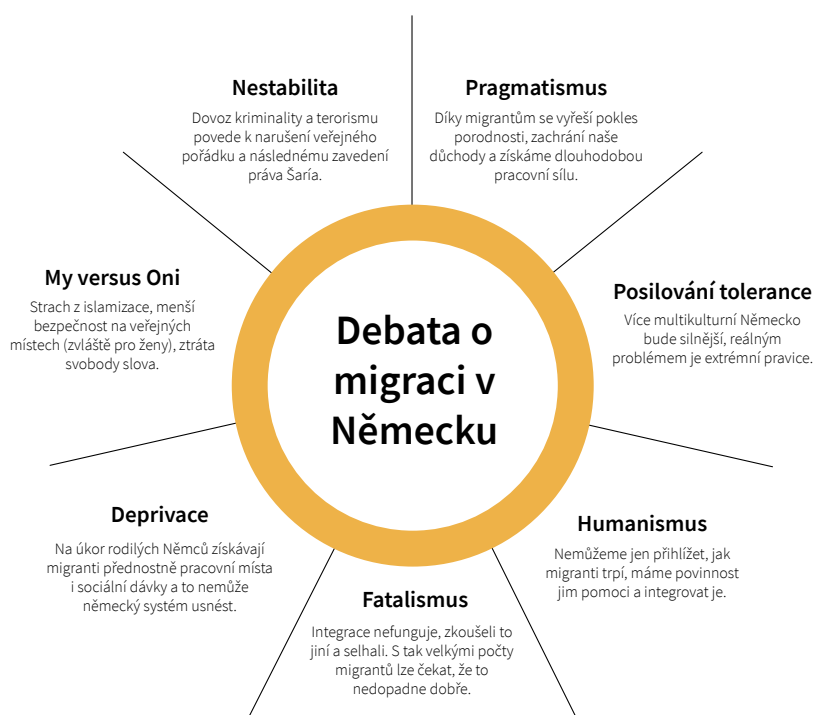 Nestabilita
Dovoz kriminality a terorismu
povede k narušení veřejného
pořádku a následnému zavedení
práva Šaría.
Pragmatismus
Díky migrantům se vyřeší pokles
porodnosti, zachrání naše
důchody a získáme dlouhodobou
pracovní sílu.
My versus Oni
Strach z islamizace, menší
bezpečnost na veřejných
místech (zvláště pro ženy), ztráta
svobody slova.
Debata o
migraci v
Německu
Posilování tolerance
Více multikulturní Německo
bude silnější, reálným
problémem je extrémní pravice.
Deprivace
Na úkor rodilých Němců získávají
migranti přednostně pracovní místa
i sociální dávky a to nemůže
německý systém usnést.
Humanismus
Nemůžeme jen přihlížet, jak
migranti trpí, máme povinnost
jim pomoci a integrovat je.
Fatalismus
Integrace nefunguje, zkoušeli to
jiní a selhali. S tak velkými počty
migrantů lze čekat, že to
nedopadne dobře.